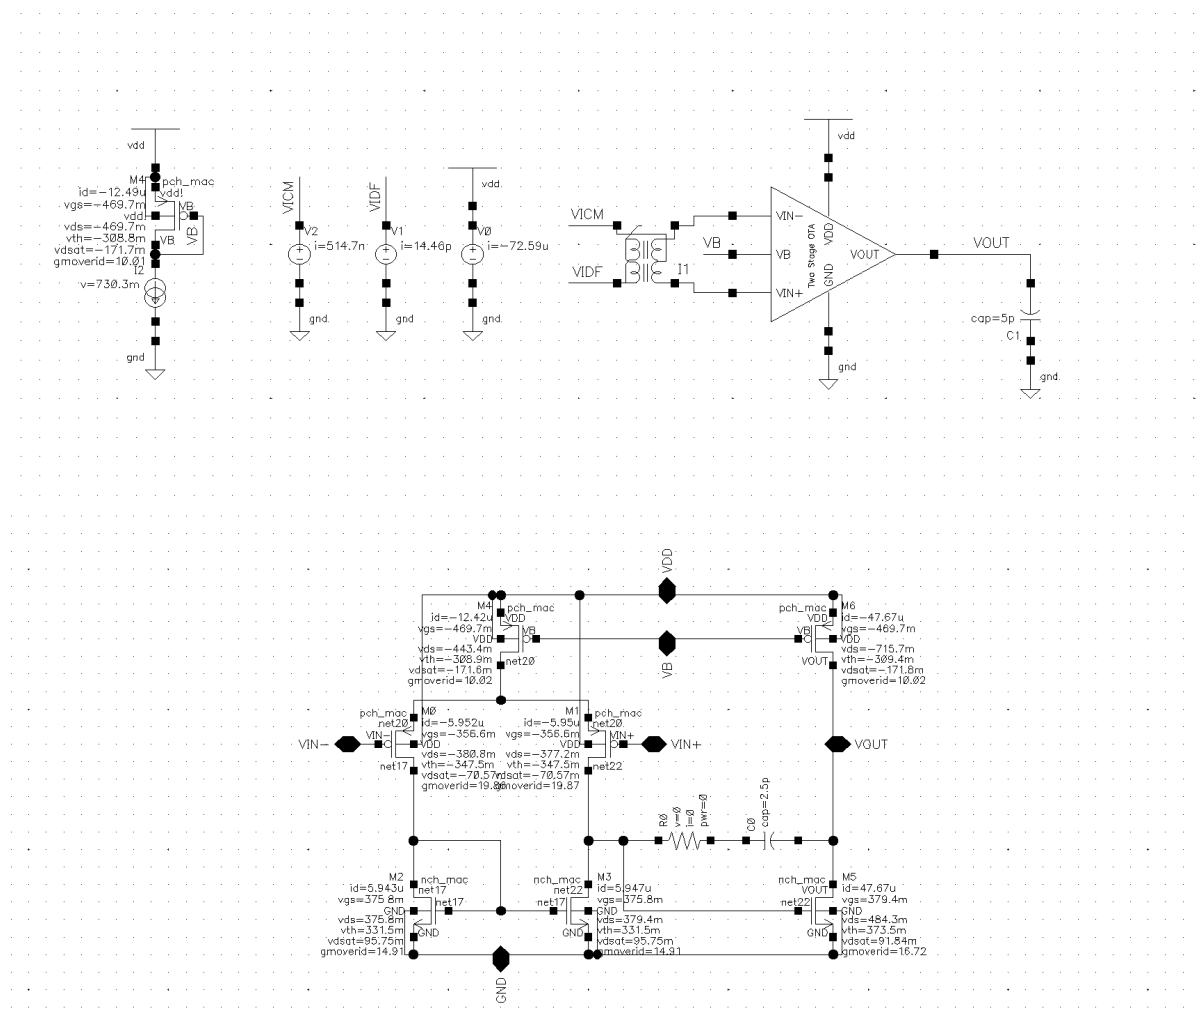 vdd
M4
pch_mac
id=-12.49u
vdd!
vgs=-469.7m
vdd
VB
vds=-469.7m
vth=-308.8m
VB
VB
vdsat=-171.7m
gmoverid=10.01
I2
v=730.3m
gnd
VICM
V2
i=514.7n
gnd.
VIDF
V1
i=14.46p
gnd
vdd.
V0
i=-72.59u
gnd.
VICM
VIDF
I1
VB
vdd
VIN-
VDD
VB
Two Stage OTA
VOUT
GND
VIN+
gnd
VOUT
cap=5p
C1
gnd.
VDD
M4
pch_mac
id=-12.42u
VDD
vgs=-469.7m
VDD
VB
vds=-443.4m
vth=-308.9m
net20
vdsat=-171.6m
gmoverid=10.02
VB
pch_mac
M6
VDD
id=-47.67u
vgs=-469.7m
VB
VDD
vds=-715.7m
VOUT
vth=-309.4m
vdsat=-171.8m
gmoverid=10.02
pch_mac
M0
net20
id=-5.952u
vgs=-356.6m
VIN-
VIN-
VDD
vds=-380.8m
net17
vth=-347.5m
vdsat=-70.57m
gmoverid=19.86
M1
pch_mac
id=-5.95u
net20
vgs=-356.6m
VDD
VIN+
VIN+
vds=-377.2m
vth=-347.5m
net22
vdsat=-70.57m
gmoverid=19.87
VOUT
R0
v=0
i=0
pwr=0
C0
cap=2.5p
M2
nch_mac
id=5.943u
net17
vgs=375.8m
net17
GND
vds=375.8m
vth=331.5m
GND
vdsat=95.75m
gmoverid=14.91
nch_mac
M3
net22
id=5.947u
net17
vgs=375.8m
GND
vds=379.4m
GND
vth=331.5m
vdsat=95.75m
gmoverid=14.91
nch_mac
M5
VOUT
id=47.67u
net22
vgs=379.4m
GND
vds=484.3m
GND
vth=373.5m
vdsat=91.84m
gmoverid=16.72
GND